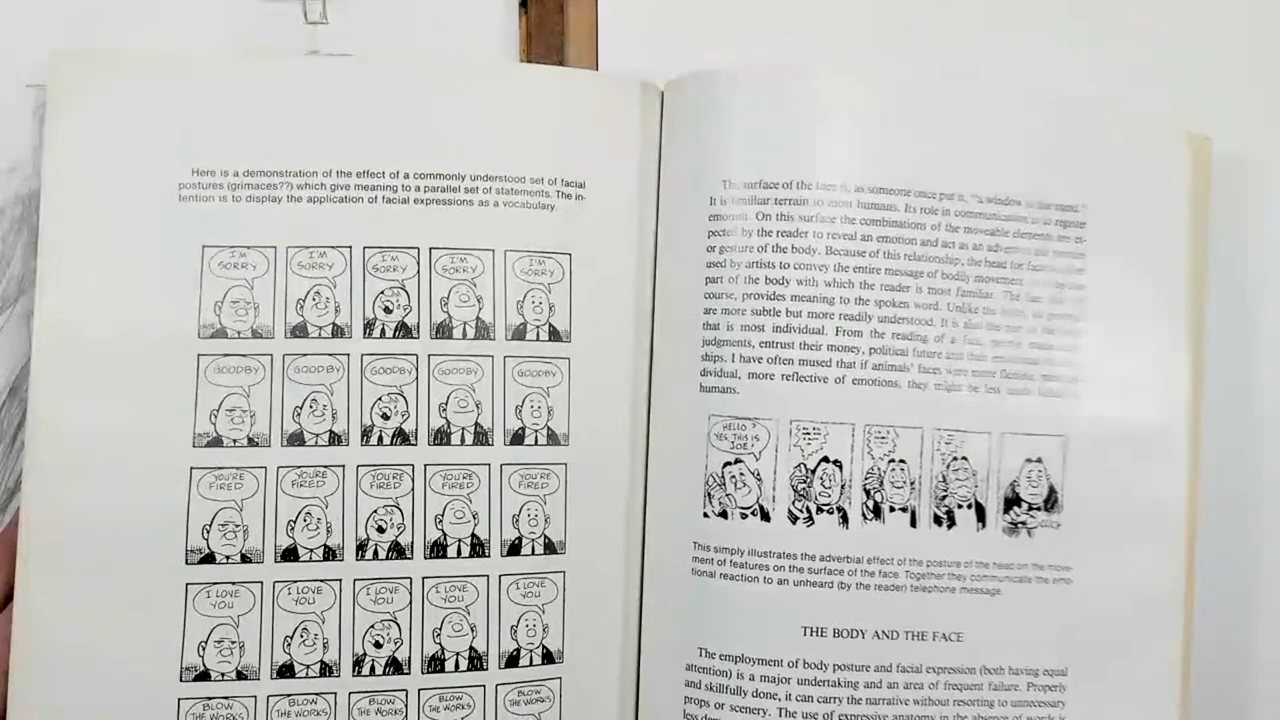 Here is a demonstration of the effect of a commonly understood set of facial
postures (grimaces??) which give meaning to a parallel set of statements. The in-
tention is to display the application of facial expressions as a vocabulary.
I'M
SORRY
I'M
SORRY
I'M
SORRY
I'M
SORRY
I'M
SORRY
GOODBY
GOODBY
GOODBY
GOODBY
GOODBY
YOU'RE
FIRED
YOU'RE
FIRED
YOU'RE
FIRED
YOU'RE
FIRED
YOU'RE
FIRED
I LOVE
YOU
I LOVE
YOU
I LOVE
YOU
I LOVE
YOU
I LOVE
YOU
BLOW
THE WORKS
BLOW
THE WORKS
BLOW
THE WORKS
BLOW
THE WORKS
BLOW
THE WORKS
The surface of the face is, as someone once put it, "a window
It is familiar terrain to most humans. Its role in communication is to register
emotion. On this surface the combinations of the moveable elements are ex-
pected by the reader to reveal an emotion and act as an
or gesture of the body. Because of this relationship, the head
used by artists to convey the entire message of bodily movement
part of the body with which the reader is most familiar. The
course, provides meaning to the spoken word. Unlike the
are more subtle but more readily understood. It is also the
that is most individual. From the reading of a face, people
judgments, entrust their money, political future and their
ships. I have often mused that if animals' faces were more
dividual, more reflective of emotions, they might be less
humans.
HELLO?
YES, THIS IS
JOE!
This simply illustrates the adverbial effect of the posture of the head on the move-
ment of features on the surface of the face. Together they communicate the emo-
tional reaction to an unheard (by the reader) telephone message.
THE BODY AND THE FACE
The employment of body posture and facial expression (both having equal
attention) is a major undertaking and an area of frequent failure. Properly
and skillfully done, it can carry the narrative without resorting to unnecessary
props or scenery. The use of expressive anatomy in the absence of words is